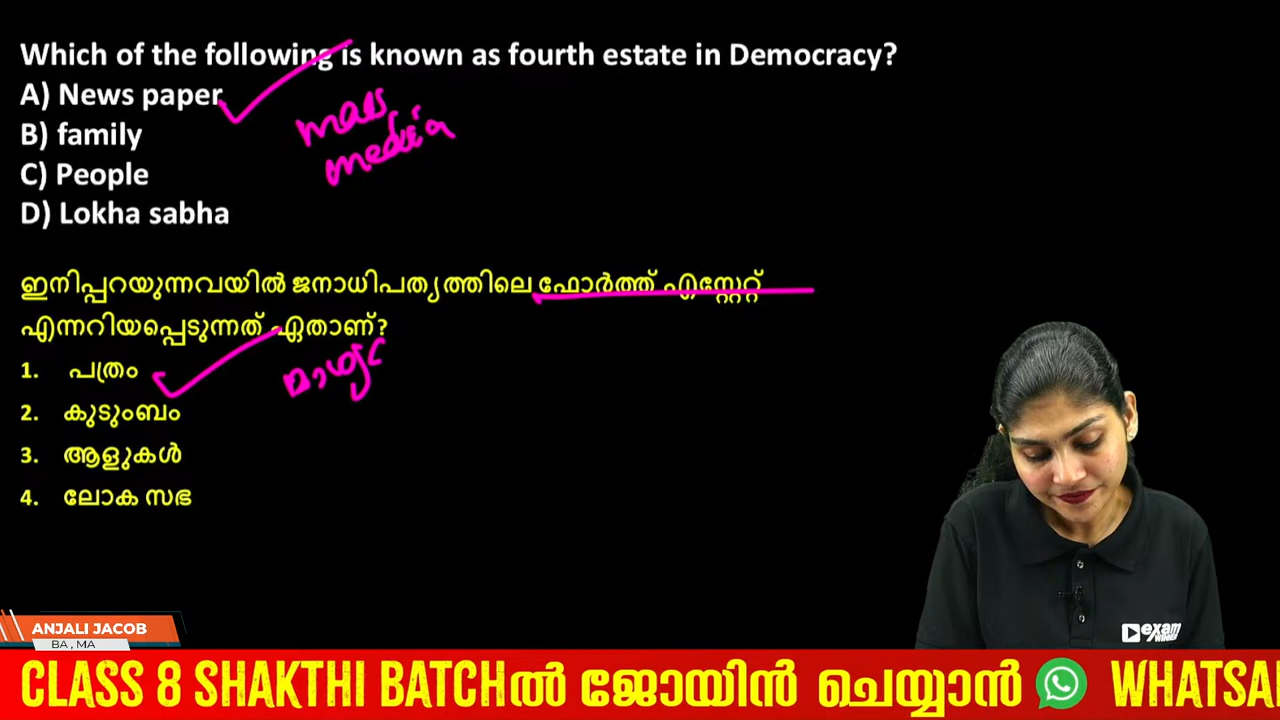 Which of the following is known as fourth estate in Democracy?
A) News paper
mass
media
B) family
C) People
D) Lokha sabha
ഇനിപ്പറയുന്നവയിൽ ജനാധിപത്യത്തിലെ ഫോർത്ത് എസ്റ്റേറ്റ്
എന്നറിയപ്പെടുന്നത് ഏതാണ്?
1. പത്രം
2. കുടുംബം
3. ആളുകൾ
4. ലോക സഭ
exam
WINNER
ANJALI JACOB
BA , MA
CLASS 8 SHAKTHI BATCHൽ ജോയിൻ ചെയ്യാൻ WHATSA